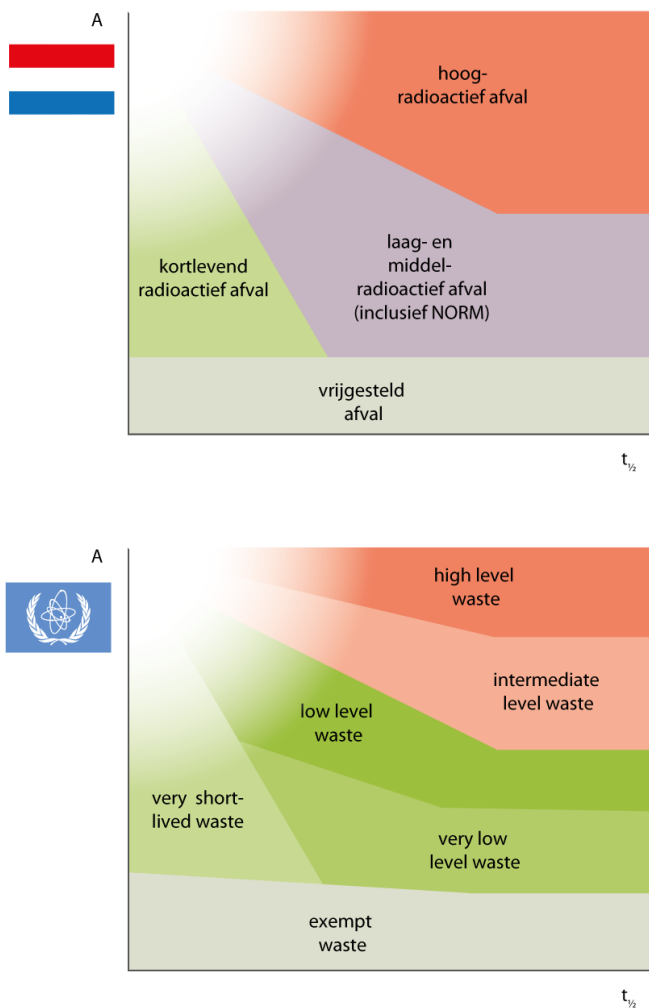 A
hoog-
radioactief afval
laag- en
middel-
radioactief afval
(inclusief NORM)
kortlevend
radioactief afval
vrijgesteld
afval
t½
A
high level
waste
intermediate
level waste
low level
waste
very short-
lived waste
very low
level waste
exempt
waste
t½